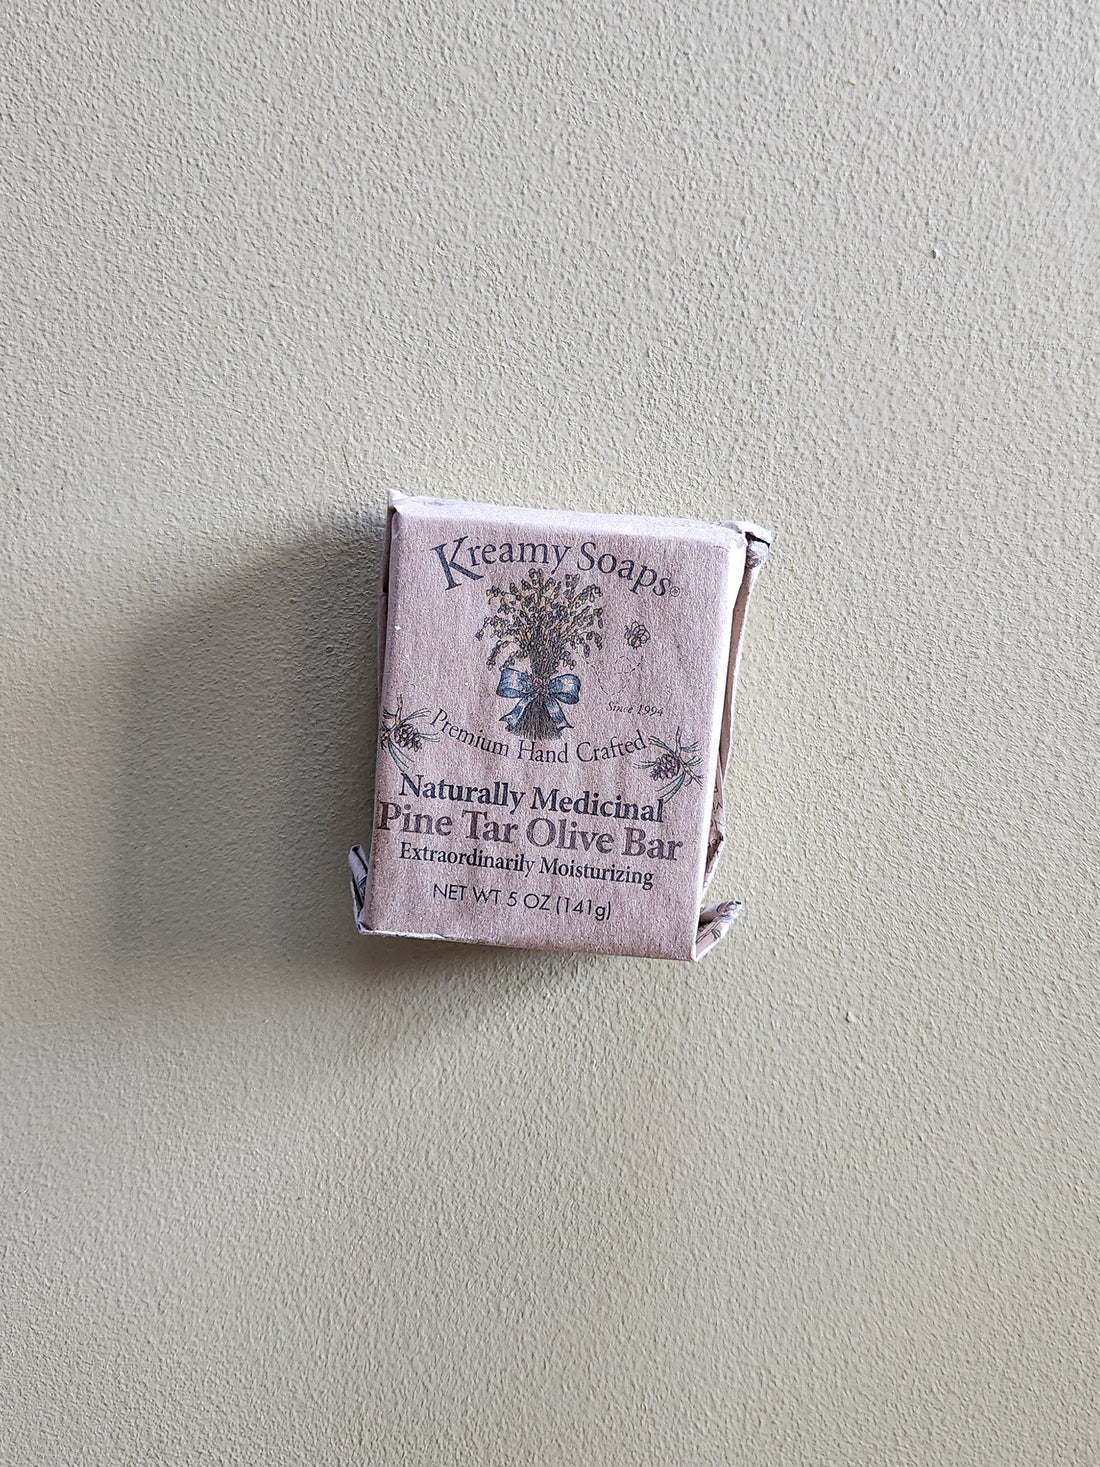 Kreamy Soaps®
Since 1994
Premium Hand Crafted
Naturally Medicinal
Pine Tar Olive Bar
Extraordinarily Moisturizing
NET WT 5 OZ (141g)